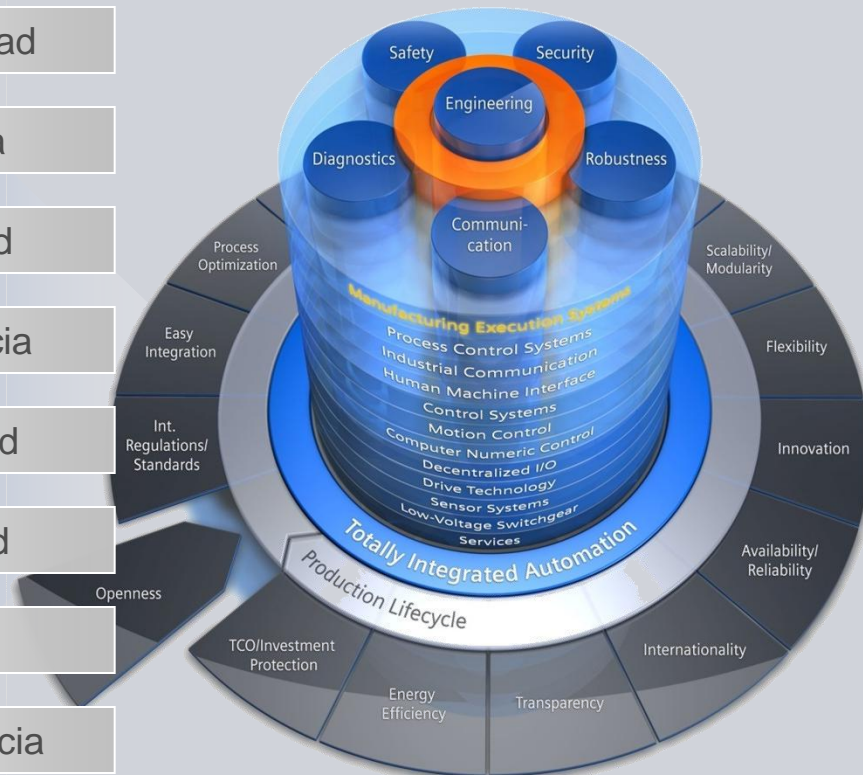 ad
a
d
cia
d
d
cia
Safety
Security
Engineering
Diagnostics
Robustness
Communi-
cation
Manufacturing Execution Systems
Process Control Systems
Industrial Communication
Human Machine Interface
Control Systems
Motion Control
Computer Numeric Control
Decentralized I/O
Drive Technology
Sensor Systems
Low-Voltage Switchgear
Services
Totally Integrated Automation
Production Lifecycle
Process
Optimization
Easy
Integration
Int.
Regulations/
Standards
Openness
TCO/Investment
Protection
Energy
Efficiency
Transparency
Internationality
Availability/
Reliability
Innovation
Flexibility
Scalability/
Modularity